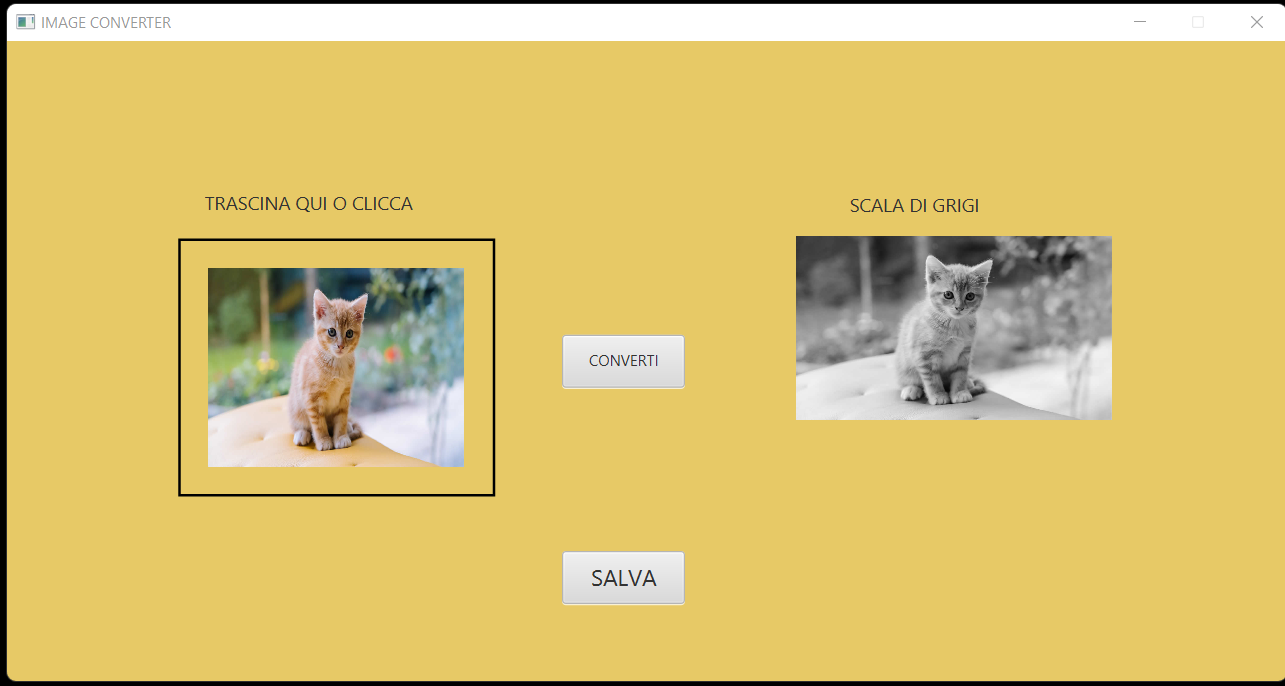 IMAGE CONVERTER
TRASCINA QUI O CLICCA
SCALA DI GRIGI
CONVERTI
SALVA